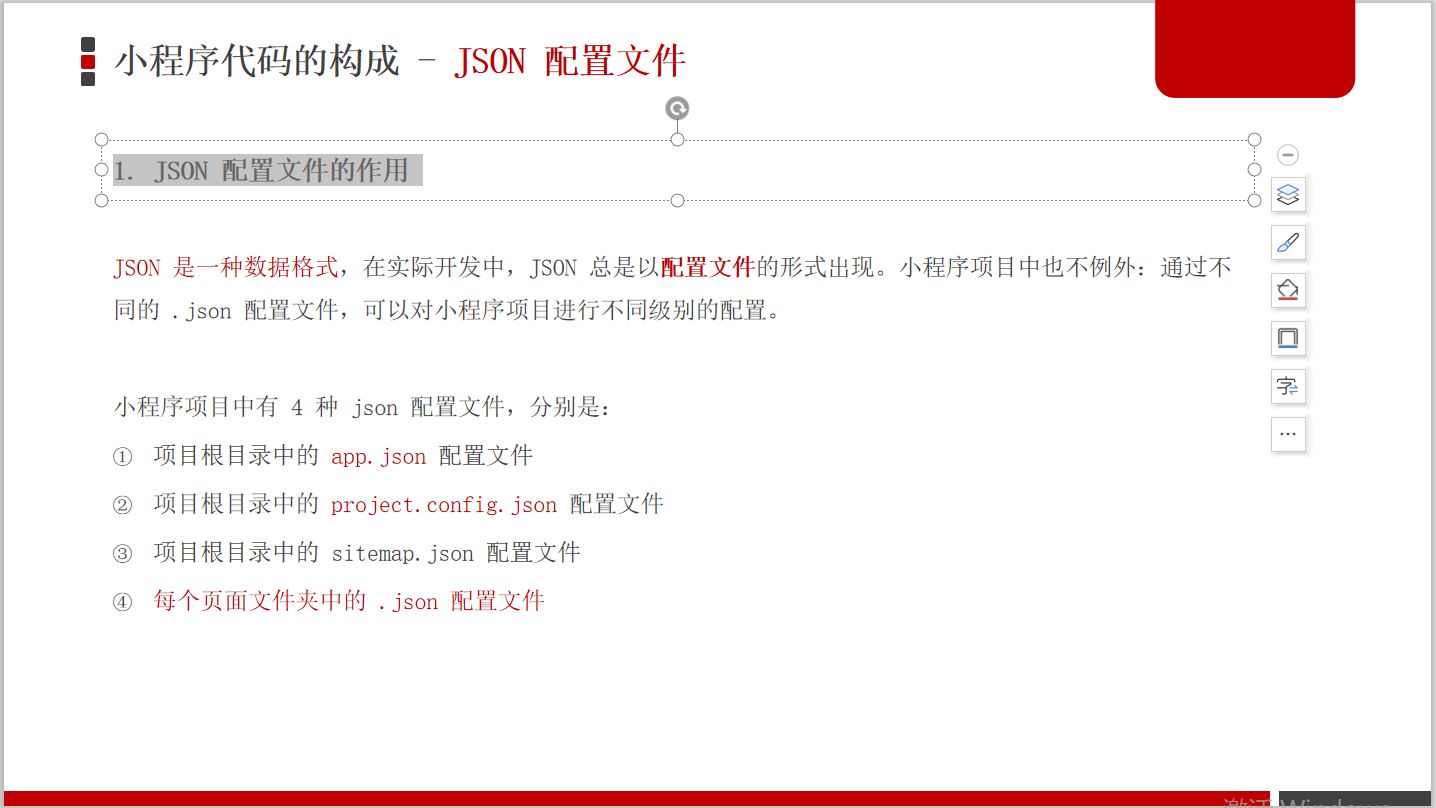 小程序代码的构成 - JSON 配置文件
1. JSON 配置文件的作用
JSON 是一种数据格式，在实际开发中，JSON 总是以配置文件的形式出现。小程序项目中也不例外：通过不
同的 .json 配置文件，可以对小程序项目进行不同级别的配置。
小程序项目中有 4 种 json 配置文件，分别是：
① 项目根目录中的 app.json 配置文件
② 项目根目录中的 project.config.json 配置文件
③ 项目根目录中的 sitemap.json 配置文件
④ 每个页面文件夹中的 .json 配置文件
字
激活 Windows